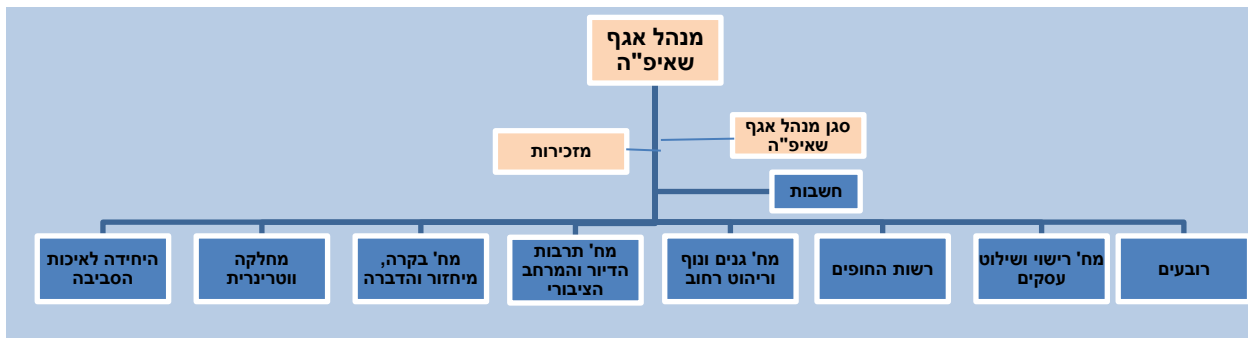 מנהל אגף
שאיפ"ה
סגן מנהל אגף
שאיפ"ה
מזכירות
חשבות
רובעים
מח' רישוי ושילוט
עסקים
רשות החופים
מח' גנים ונוף
וריהוט רחוב
מח' תרבות
הדיור והמרחב
הציבורי
מח' בקרה,
מיחזור והדברה
מחלקה
ווטרינרית
היחידה לאיכות
הסביבה